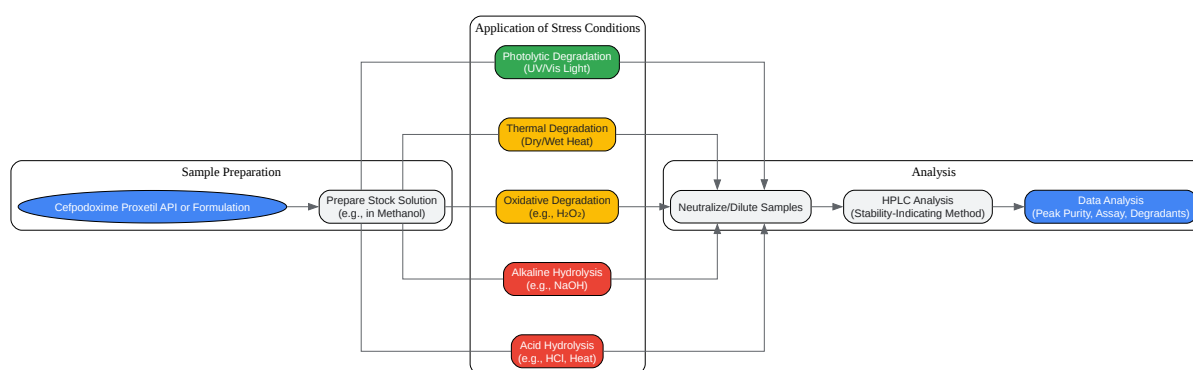 Sample Preparation
Cefpodoxime Proxetil API or Formulation
Prepare Stock Solution
(e.g., in Methanol)
Application of Stress Conditions
Photolytic Degradation
(UV/Vis Light)
Thermal Degradation
(Dry/Wet Heat)
Oxidative Degradation
(e.g., H₂O₂)
Alkaline Hydrolysis
(e.g., NaOH)
Acid Hydrolysis
(e.g., HCl, Heat)
Analysis
Neutralize/Dilute Samples
HPLC Analysis
(Stability-Indicating Method)
Data Analysis
(Peak Purity, Assay, Degradants)